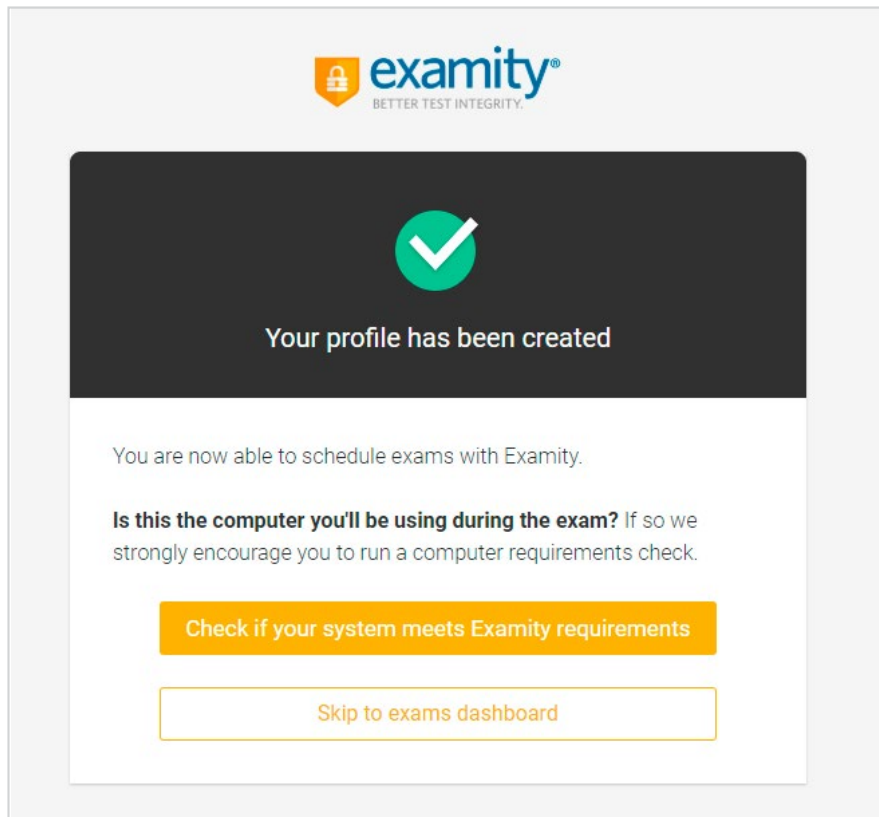 examity®
BETTER TEST INTEGRITY.
Your profile has been created
You are now able to schedule exams with Examity.
Is this the computer you'll be using during the exam? If so we
strongly encourage you to run a computer requirements check.
Check if your system meets Examity requirements
Skip to exams dashboard